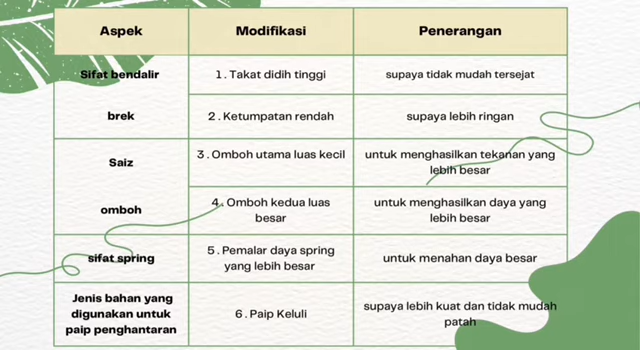 Aspek Modifikasi Penerangan
Sifat bendalir 1. Takat didih tinggi supaya tidak mudah tersejat
brek 2. Ketumpatan rendah supaya lebih ringan
Saiz 3. Omboh utama luas kecil untuk menghasilkan tekanan yang
lebih besar
omboh 4. Omboh kedua luas untuk menghasilkan daya yang
besar lebih besar
sifat spring 5. Pemalar daya spring untuk menahan daya besar
yang lebih besar
Jenis bahan yang
digunakan untuk 6. Paip Keluli supaya lebih kuat dan tidak mudah
paip penghantaran patah